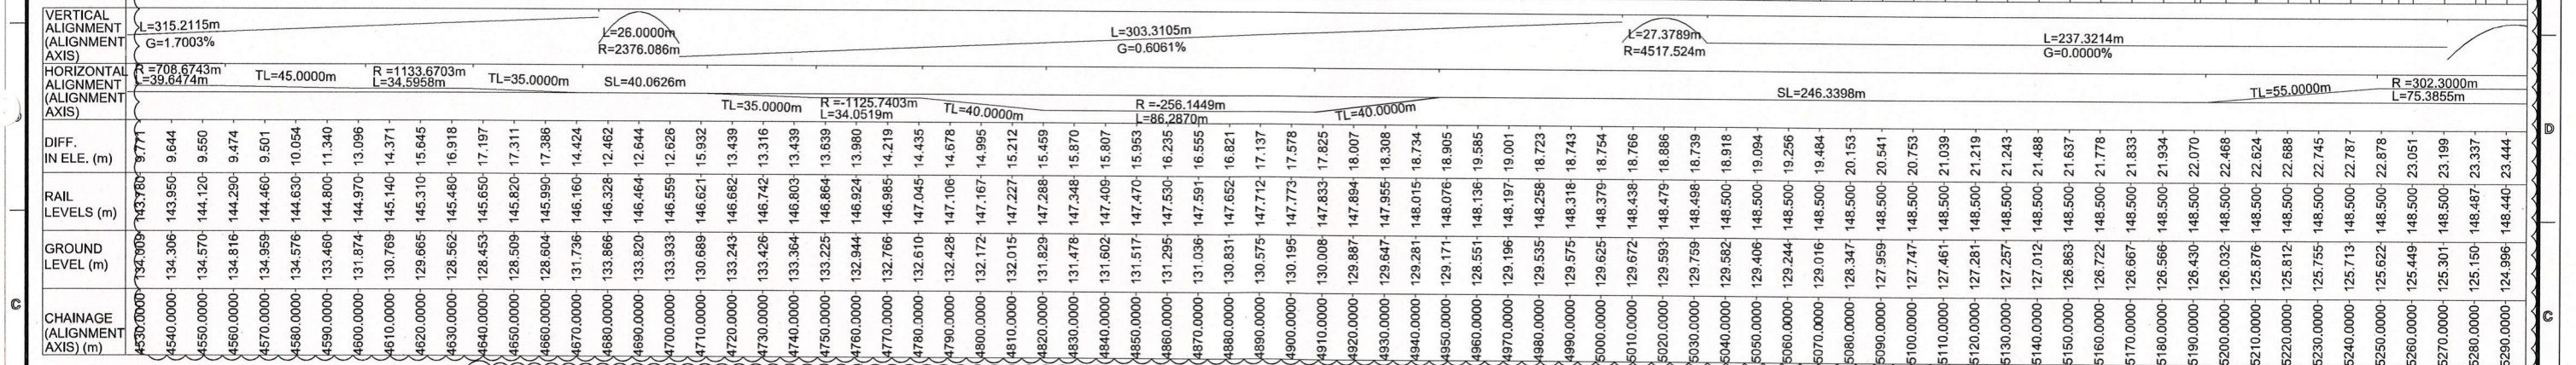 VERTICAL
ALIGNMENT
(ALIGNMENT
AXIS)
L=315.2115m
G=1.7003%
L=26.0000m
R=2376.086m
L=303.3105m
G=0.6061%
L=27.3789m
R=4517.524m
L=237.3214m
G=0.0000%
HORIZONTAL
ALIGNMENT
(ALIGNMENT
AXIS)
R =708.6743m
L=39.6474m
TL=45.0000m
R =1133.6703m
L=34.5958m
TL=35.0000m
SL=40.0626m
TL=35.0000m
R =-1125.7403m
L=34.0519m
TL=40.0000m
R =-256.1449m
L=86.2870m
TL=40.0000m
SL=246.3398m
TL=55.0000m
R =302.3000m
L=75.3855m
DIFF.
IN ELE. (m)
9.771 9.644 9.550 9.474 9.501 10.054 11.340 13.096 14.371 15.645 16.918 17.197 17.311 17.386 14.424 12.462 12.644 12.626 15.932 13.439 13.316 13.439 13.639 13.980 14.219 14.435 14.678 14.995 15.212 15.459 15.870 15.807 15.953 16.235 16.555 16.821 17.137 17.578 17.825 18.007 18.308 18.734 18.905 19.585 19.001 18.723 18.743 18.754 18.766 18.886 18.739 18.918 19.094 19.256 19.484 20.153 20.541 20.753 21.039 21.219 21.243 21.488 21.637 21.778 21.833 21.934 22.070 22.468 22.624 22.688 22.745 22.787 22.878 23.051 23.199 23.337 23.444
RAIL
LEVELS (m)
143.780 143.950 144.120 144.290 144.460 144.630 144.800 144.970 145.140 145.310 145.480 145.650 145.820 145.990 146.160 146.328 146.464 146.559 146.621 146.682 146.742 146.803 146.864 146.924 146.985 147.045 147.106 147.167 147.227 147.288 147.348 147.409 147.470 147.530 147.591 147.652 147.712 147.773 147.833 147.894 147.955 148.015 148.076 148.136 148.197 148.258 148.318 148.379 148.438 148.479 148.498 148.500 148.500 148.500 148.500 148.500 148.500 148.500 148.500 148.500 148.500 148.500 148.500 148.500 148.500 148.500 148.500 148.500 148.500 148.500 148.500 148.500 148.500 148.500 148.500 148.487 148.440
GROUND
LEVEL (m)
134.009 134.306 134.570 134.816 134.959 134.576 133.460 131.874 130.769 129.665 128.562 128.453 128.509 128.604 131.736 133.866 133.820 133.933 130.689 133.243 133.426 133.364 133.225 132.944 132.766 132.610 132.428 132.172 132.015 131.829 131.478 131.602 131.517 131.295 131.036 130.831 130.575 130.195 130.008 129.887 129.647 129.281 129.171 128.551 129.196 129.535 129.575 129.625 129.672 129.593 129.759 129.582 129.406 129.244 129.016 128.347 127.959 127.747 127.461 127.281 127.257 127.012 126.863 126.722 126.667 126.566 126.430 126.032 125.876 125.812 125.755 125.713 125.622 125.449 125.301 125.150 124.996
CHAINAGE
(ALIGNMENT
AXIS) (m)
4530.0000 4540.0000 4550.0000 4560.0000 4570.0000 4580.0000 4590.0000 4600.0000 4610.0000 4620.0000 4630.0000 4640.0000 4650.0000 4660.0000 4670.0000 4680.0000 4690.0000 4700.0000 4710.0000 4720.0000 4730.0000 4740.0000 4750.0000 4760.0000 4770.0000 4780.0000 4790.0000 4800.0000 4810.0000 4820.0000 4830.0000 4840.0000 4850.0000 4860.0000 4870.0000 4880.0000 4890.0000 4900.0000 4910.0000 4920.0000 4930.0000 4940.0000 4950.0000 4960.0000 4970.0000 4980.0000 4990.0000 5000.0000 5010.0000 5020.0000 5030.0000 5040.0000 5050.0000 5060.0000 5070.0000 5080.0000 5090.0000 5100.0000 5110.0000 5120.0000 5130.0000 5140.0000 5150.0000 5160.0000 5170.0000 5180.0000 5190.0000 5200.0000 5210.0000 5220.0000 5230.0000 5240.0000 5250.0000 5260.0000 5270.0000 5280.0000 5290.0000
D
C
C